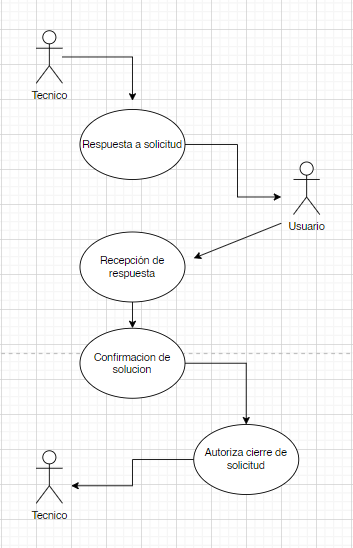 Tecnico
Respuesta a solicitud
Usuario
Recepción de
respuesta
Confirmacion de
solucion
Autoriza cierre de
solicitud
Tecnico